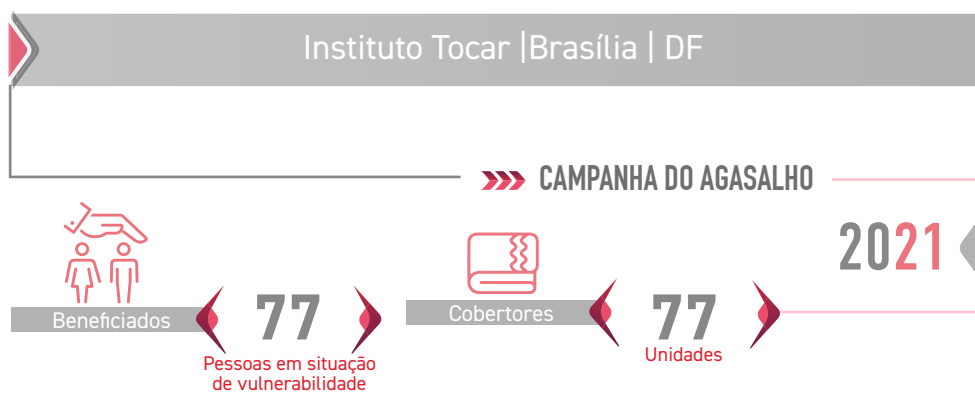 Instituto Tocar |Brasília | DF
CAMPANHA DO AGASALHO
2021
Beneficiados
77
Pessoas em situação
de vulnerabilidade
Cobertores
77
Unidades